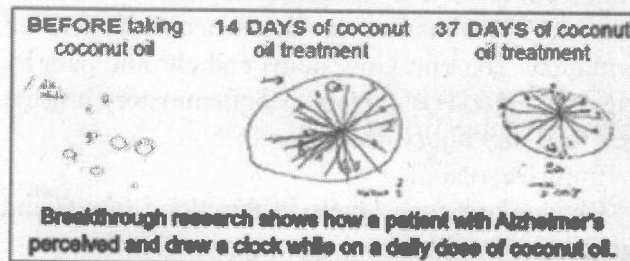 BEFORE taking
coconut oil
14 DAYS of coconut
oil treatment
37 DAYS of coconut
oil treatment
Breakthrough research shows how a patient with Alzheimer's
perceived and drew a clock while on a daily dose of coconut oil.